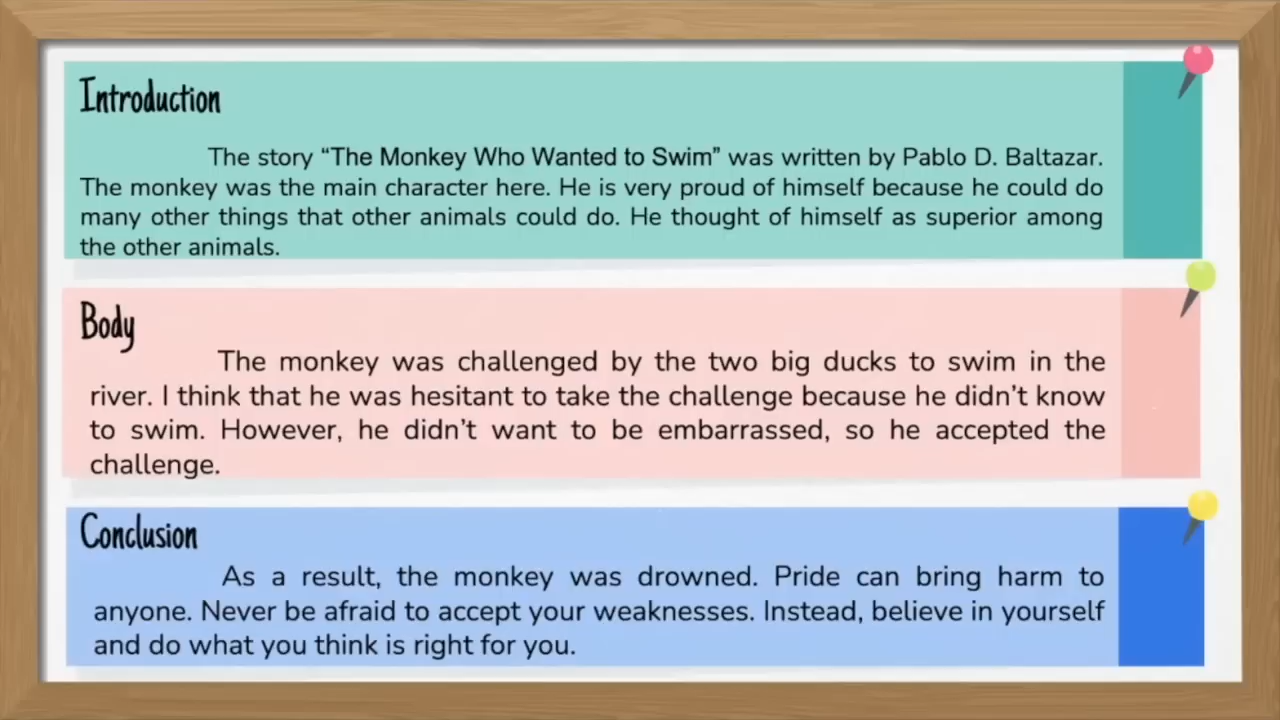 Introduction
The story “The Monkey Who Wanted to Swim” was written by Pablo D. Baltazar.
The monkey was the main character here. He is very proud of himself because he could do
many other things that other animals could do. He thought of himself as superior among
the other animals.
Body
The monkey was challenged by the two big ducks to swim in the
river. I think that he was hesitant to take the challenge because he didn’t know
to swim. However, he didn’t want to be embarrassed, so he accepted the
challenge.
Conclusion
As a result, the monkey was drowned. Pride can bring harm to
anyone. Never be afraid to accept your weaknesses. Instead, believe in yourself
and do what you think is right for you.